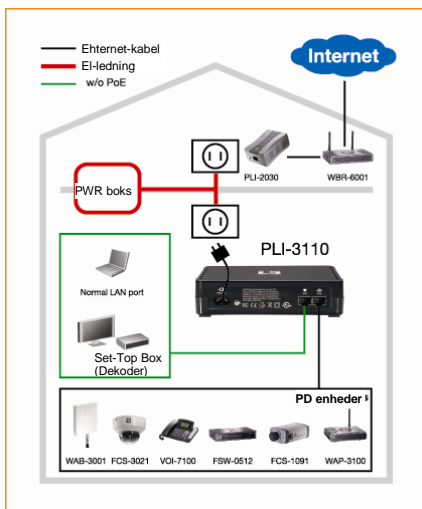 Ehternet-kabel
El-ledning
w/o PoE
Internet
PLI-2030
WBR-6001
PWR boks
PLI-3110
Normal LAN port
Set-Top Box
(Dekoder)
PD enheder
WAB-3001 FCS-3021 VOI-7100 FSW-0512 FCS-1091 WAP-3100